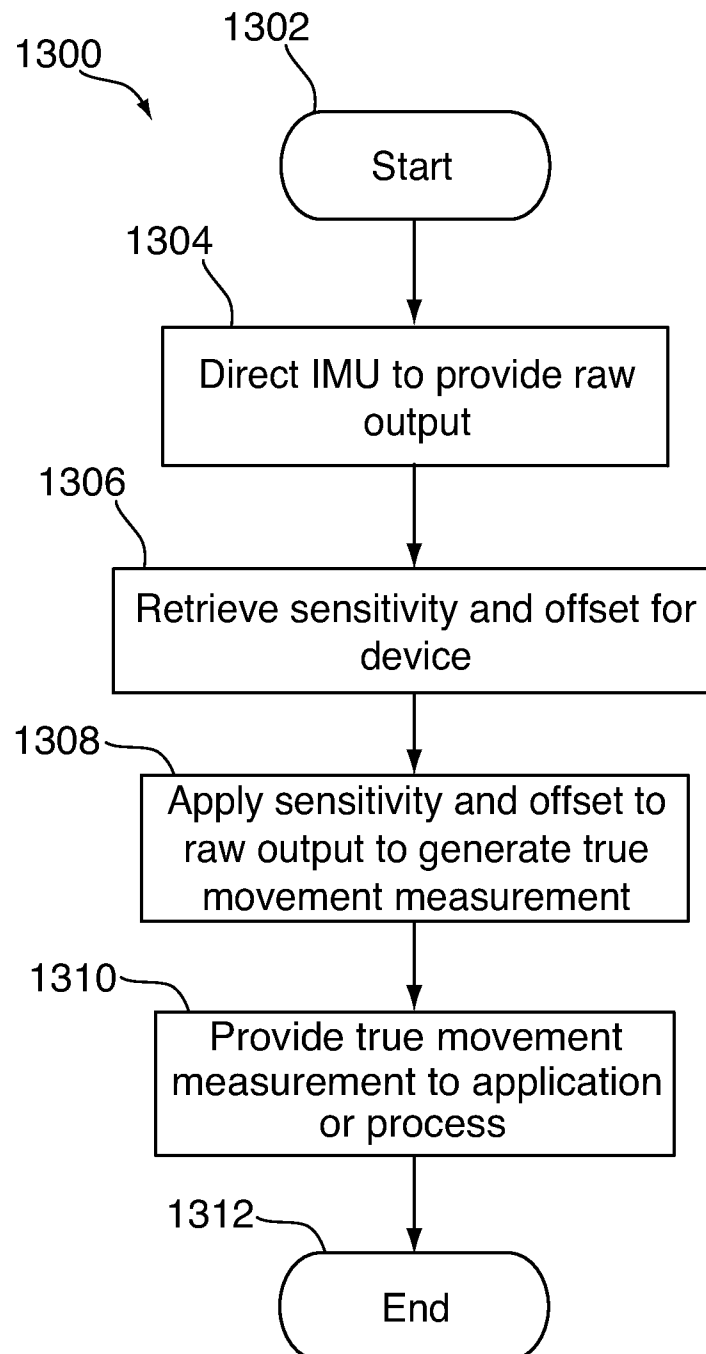 1302
1300
Start
1304
Direct IMU to provide raw
output
1306
Retrieve sensitivity and offset for
device
1308
Apply sensitivity and offset to
raw output to generate true
movement measurement
1310
Provide true movement
measurement to application
or process
1312
End